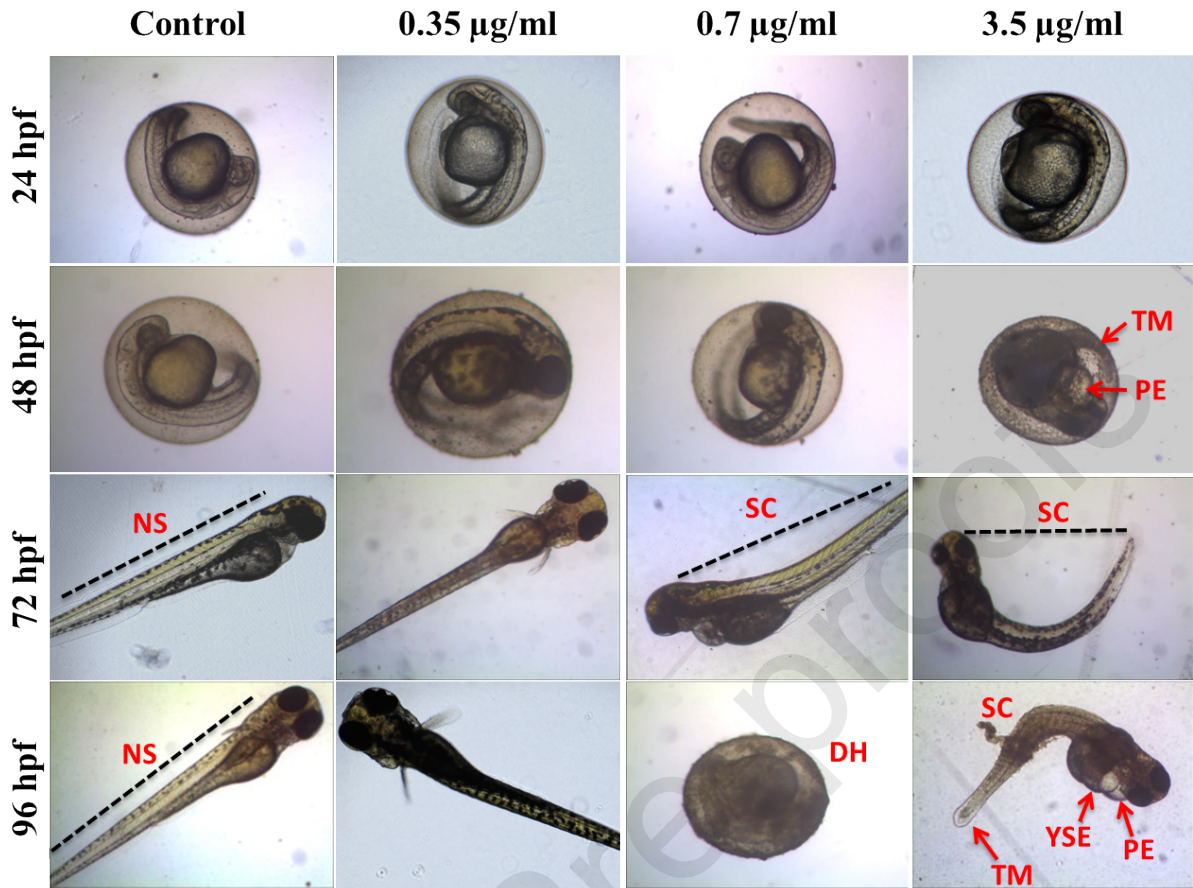 Control 0.35 µg/ml 0.7 µg/ml 3.5 µg/ml
24 hpf
48 hpf
TM
PE
72 hpf
NS
SC
SC
96 hpf
NS
DH
SC
YSE
PE
TM